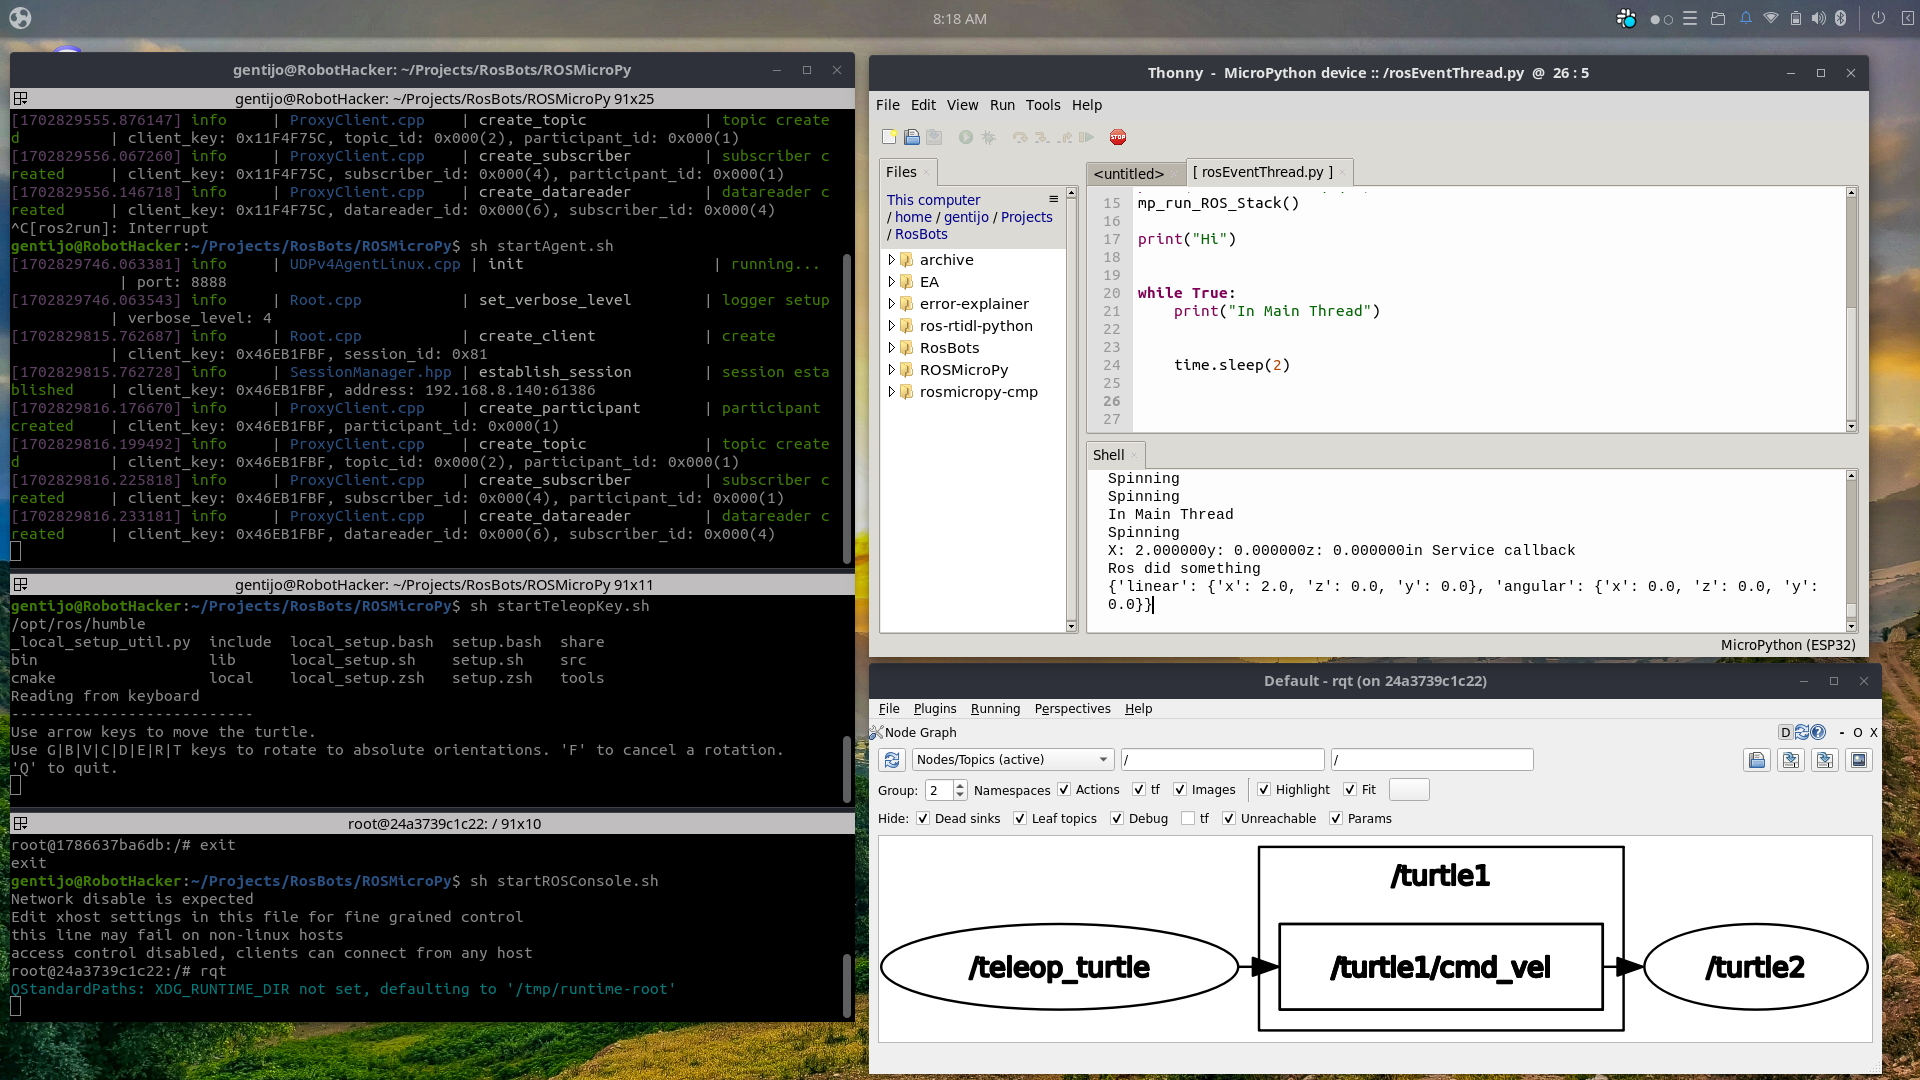 8:18 AM
gentijo@RobotHacker: ~/Projects/RosBots/ROSMicroPy
gentijo@RobotHacker: ~/Projects/RosBots/ROSMicroPy 91x25
[1702829555.876147] info     | ProxyClient.cpp    | create_topic             | topic create
d          | client_key: 0x11F4F75C, topic_id: 0x000(2), participant_id: 0x000(1)
[1702829556.067260] info     | ProxyClient.cpp    | create_subscriber        | subscriber c
reated     | client_key: 0x11F4F75C, subscriber_id: 0x000(4), participant_id: 0x000(1)
[1702829556.146718] info     | ProxyClient.cpp    | create_datareader        | datareader c
reated     | client_key: 0x11F4F75C, datareader_id: 0x000(6), subscriber_id: 0x000(4)
^C[ros2run]: Interrupt
gentijo@RobotHacker:~/Projects/RosBots/ROSMicroPy$ sh startAgent.sh
[1702829746.063381] info     | UDPv4AgentLinux.cpp | init                     | running...
            | port: 8888
[1702829746.063543] info     | Root.cpp           | set_verbose_level        | logger setup
           | verbose_level: 4
[1702829815.762687] info     | Root.cpp           | create_client            | create
           | client_key: 0x46EB1FBF, session_id: 0x81
[1702829815.762728] info     | SessionManager.hpp | establish_session        | session esta
blished    | client_key: 0x46EB1FBF, address: 192.168.8.140:61386
[1702829816.176670] info     | ProxyClient.cpp    | create_participant       | participant
created    | client_key: 0x46EB1FBF, participant_id: 0x000(1)
[1702829816.199492] info     | ProxyClient.cpp    | create_topic             | topic create
d          | client_key: 0x46EB1FBF, topic_id: 0x000(2), participant_id: 0x000(1)
[1702829816.225818] info     | ProxyClient.cpp    | create_subscriber        | subscriber c
reated     | client_key: 0x46EB1FBF, subscriber_id: 0x000(4), participant_id: 0x000(1)
[1702829816.233181] info     | ProxyClient.cpp    | create_datareader        | datareader c
reated     | client_key: 0x46EB1FBF, datareader_id: 0x000(6), subscriber_id: 0x000(4)
gentijo@RobotHacker: ~/Projects/RosBots/ROSMicroPy 91x11
gentijo@RobotHacker:~/Projects/RosBots/ROSMicroPy$ sh startTeleopKey.sh
/opt/ros/humble
_local_setup_util.py  include  local_setup.bash  setup.bash  share
bin                   lib      local_setup.sh    setup.sh    src
cmake                 local    local_setup.zsh   setup.zsh   tools
Reading from keyboard
---------------------------
Use arrow keys to move the turtle.
Use G|B|V|C|D|E|R|T keys to rotate to absolute orientations. 'F' to cancel a rotation.
'Q' to quit.
root@24a3739c1c22: / 91x10
root@1786637ba6db:/# exit
exit
gentijo@RobotHacker:~/Projects/RosBots/ROSMicroPy$ sh startROSConsole.sh
Network disable is expected
Edit xhost settings in this file for fine grained control
this line may fail on non-linux hosts
access control disabled, clients can connect from any host
root@24a3739c1c22:/# rqt
QStandardPaths: XDG_RUNTIME_DIR not set, defaulting to '/tmp/runtime-root'
Thonny - MicroPython device :: /rosEventThread.py @ 26 : 5
File Edit View Run Tools Help
STOP
Files
This computer
/ home / gentijo / Projects
/ RosBots
archive
EA
error-explainer
ros-rtidl-python
RosBots
ROSMicroPy
rosmicropy-cmp
<untitled> [ rosEventThread.py ]
15 mp_run_ROS_Stack()
16
17 print("Hi")
18
19
20 while True:
21     print("In Main Thread")
22
23
24     time.sleep(2)
25
26
27
Shell
Spinning
Spinning
In Main Thread
Spinning
X: 2.000000y: 0.000000z: 0.000000in Service callback
Ros did something
{'linear': {'x': 2.0, 'z': 0.0, 'y': 0.0}, 'angular': {'x': 0.0, 'z': 0.0, 'y':
0.0}}
MicroPython (ESP32)
Default - rqt (on 24a3739c1c22)
File Plugins Running Perspectives Help
Node Graph D - O X
Nodes/Topics (active) / /
Group: 2 Namespaces Actions tf Images Highlight Fit
Hide: Dead sinks Leaf topics Debug tf Unreachable Params
/turtle1
/teleop_turtle /turtle1/cmd_vel /turtle2